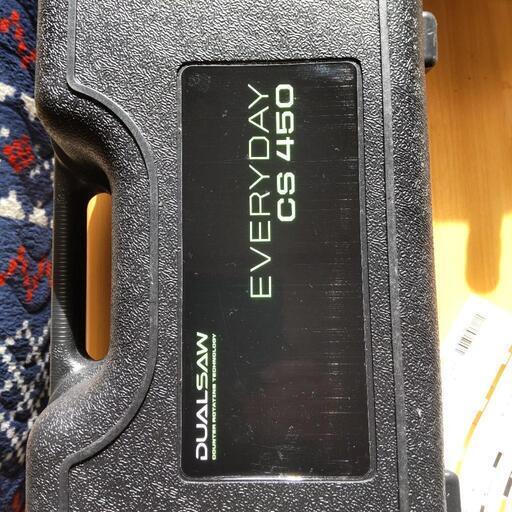 DUALSAW
COUNTER ROTATING TECHNOLOGY
EVERYDAY
CS 450